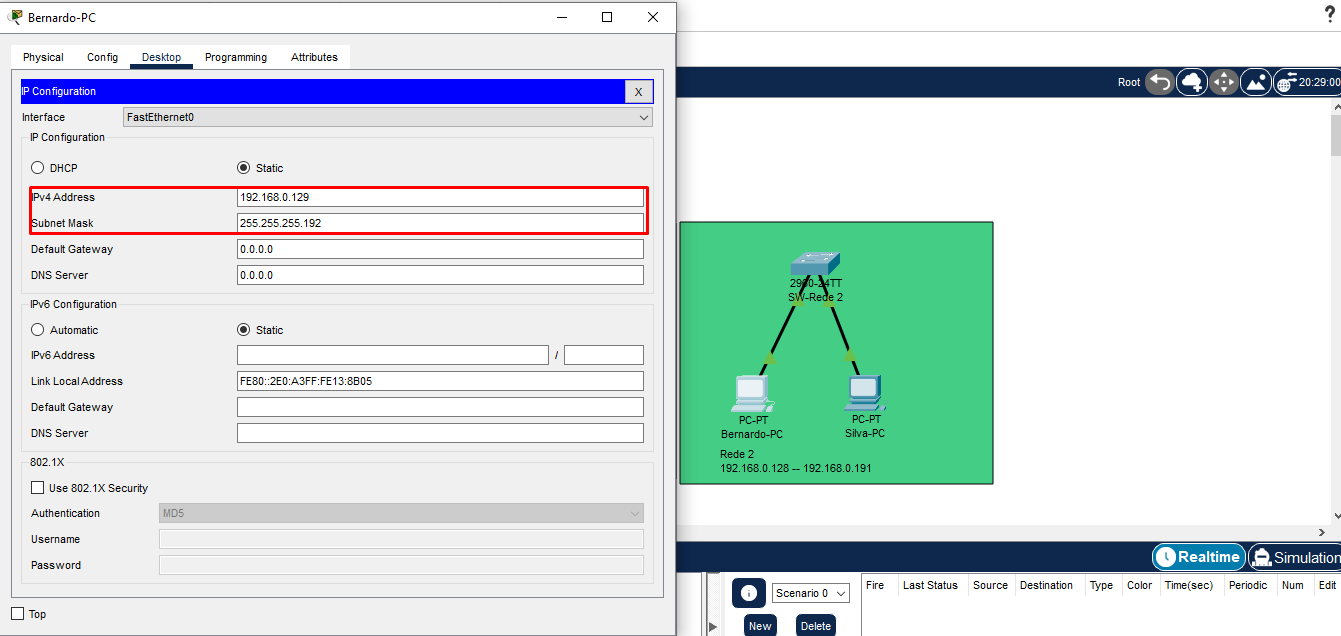 Bernardo-PC
Physical Config Desktop Programming Attributes
IP Configuration X
Interface FastEthernet0
IP Configuration
DHCP Static
IPv4 Address 192.168.0.129
Subnet Mask 255.255.255.192
Default Gateway 0.0.0.0
DNS Server 0.0.0.0
IPv6 Configuration
Automatic Static
IPv6 Address /
Link Local Address FE80::2E0:A3FF:FE13:8B05
Default Gateway
DNS Server
802.1X
Use 802.1X Security
Authentication MD5
Username
Password
Top
?
Root 20:29:00
2960-24TT
SW-Rede 2
PC-PT
Bernardo-PC
PC-PT
Silva-PC
Rede 2
192.168.0.128 -- 192.168.0.191
Realtime Simulation
Scenario 0
New Delete
Fire Last Status Source Destination Type Color Time(sec) Periodic Num Edit